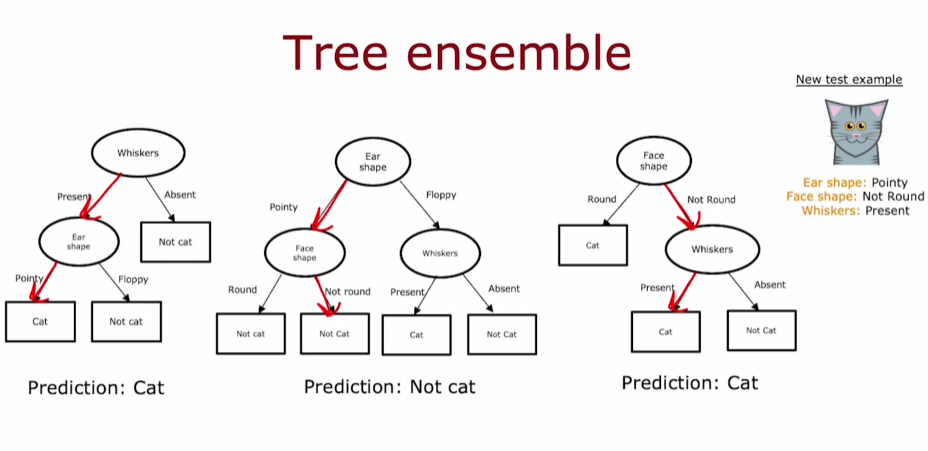 Tree ensemble
New test example
Ear shape: Pointy
Face shape: Not Round
Whiskers: Present
Whiskers
Present
Absent
Ear
shape
Not cat
Pointy
Floppy
Cat
Not cat
Prediction: Cat
Ear
shape
Pointy
Floppy
Face
shape
Whiskers
Round
Not round
Present
Absent
Not cat
Not Cat
Cat
Not Cat
Prediction: Not cat
Face
shape
Round
Not Round
Cat
Whiskers
Present
Absent
Cat
Not Cat
Prediction: Cat